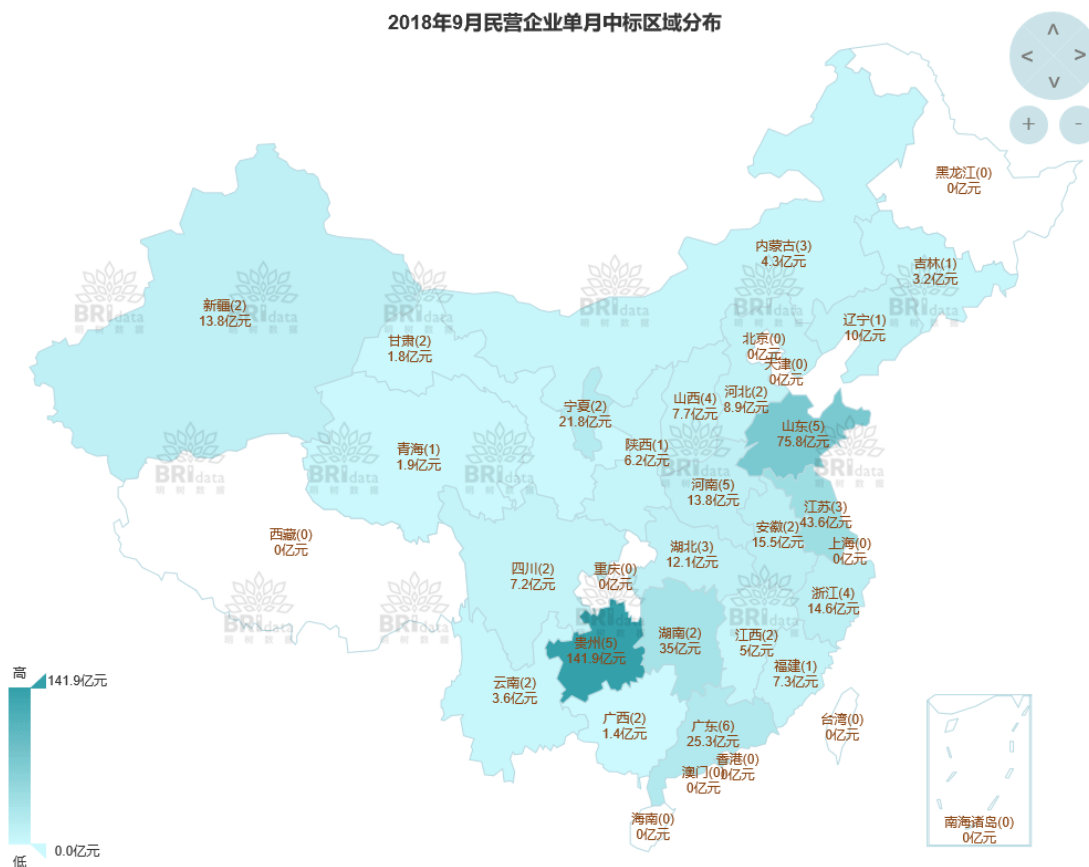 2018年9月民营企业单月中标区域分布
黑龙江(0)
0亿元
内蒙古(3)
4.3亿元
吉林(1)
3.2亿元
新疆(2)
13.8亿元
辽宁(1)
10亿元
甘肃(2)
1.8亿元
北京(0)
0亿元
天津(0)
0亿元
宁夏(2)
21.8亿元
山西(4)
7.7亿元
河北(2)
8.9亿元
山东(5)
75.8亿元
青海(1)
1.9亿元
陕西(1)
6.2亿元
河南(5)
13.8亿元
江苏(3)
43.6亿元
安徽(2)
15.5亿元
上海(0)
0亿元
西藏(0)
0亿元
湖北(3)
12.1亿元
四川(2)
7.2亿元
重庆(0)
0亿元
浙江(4)
14.6亿元
贵州(5)
141.9亿元
湖南(2)
35亿元
江西(2)
5亿元
福建(1)
7.3亿元
云南(2)
3.6亿元
广西(2)
1.4亿元
广东(6)
25.3亿元
台湾(0)
0亿元
香港(0)
0亿元
澳门(0)
0亿元
海南(0)
0亿元
南海诸岛(0)
0亿元
高
141.9亿元
0.0亿元
低
BRIdata
明树数据